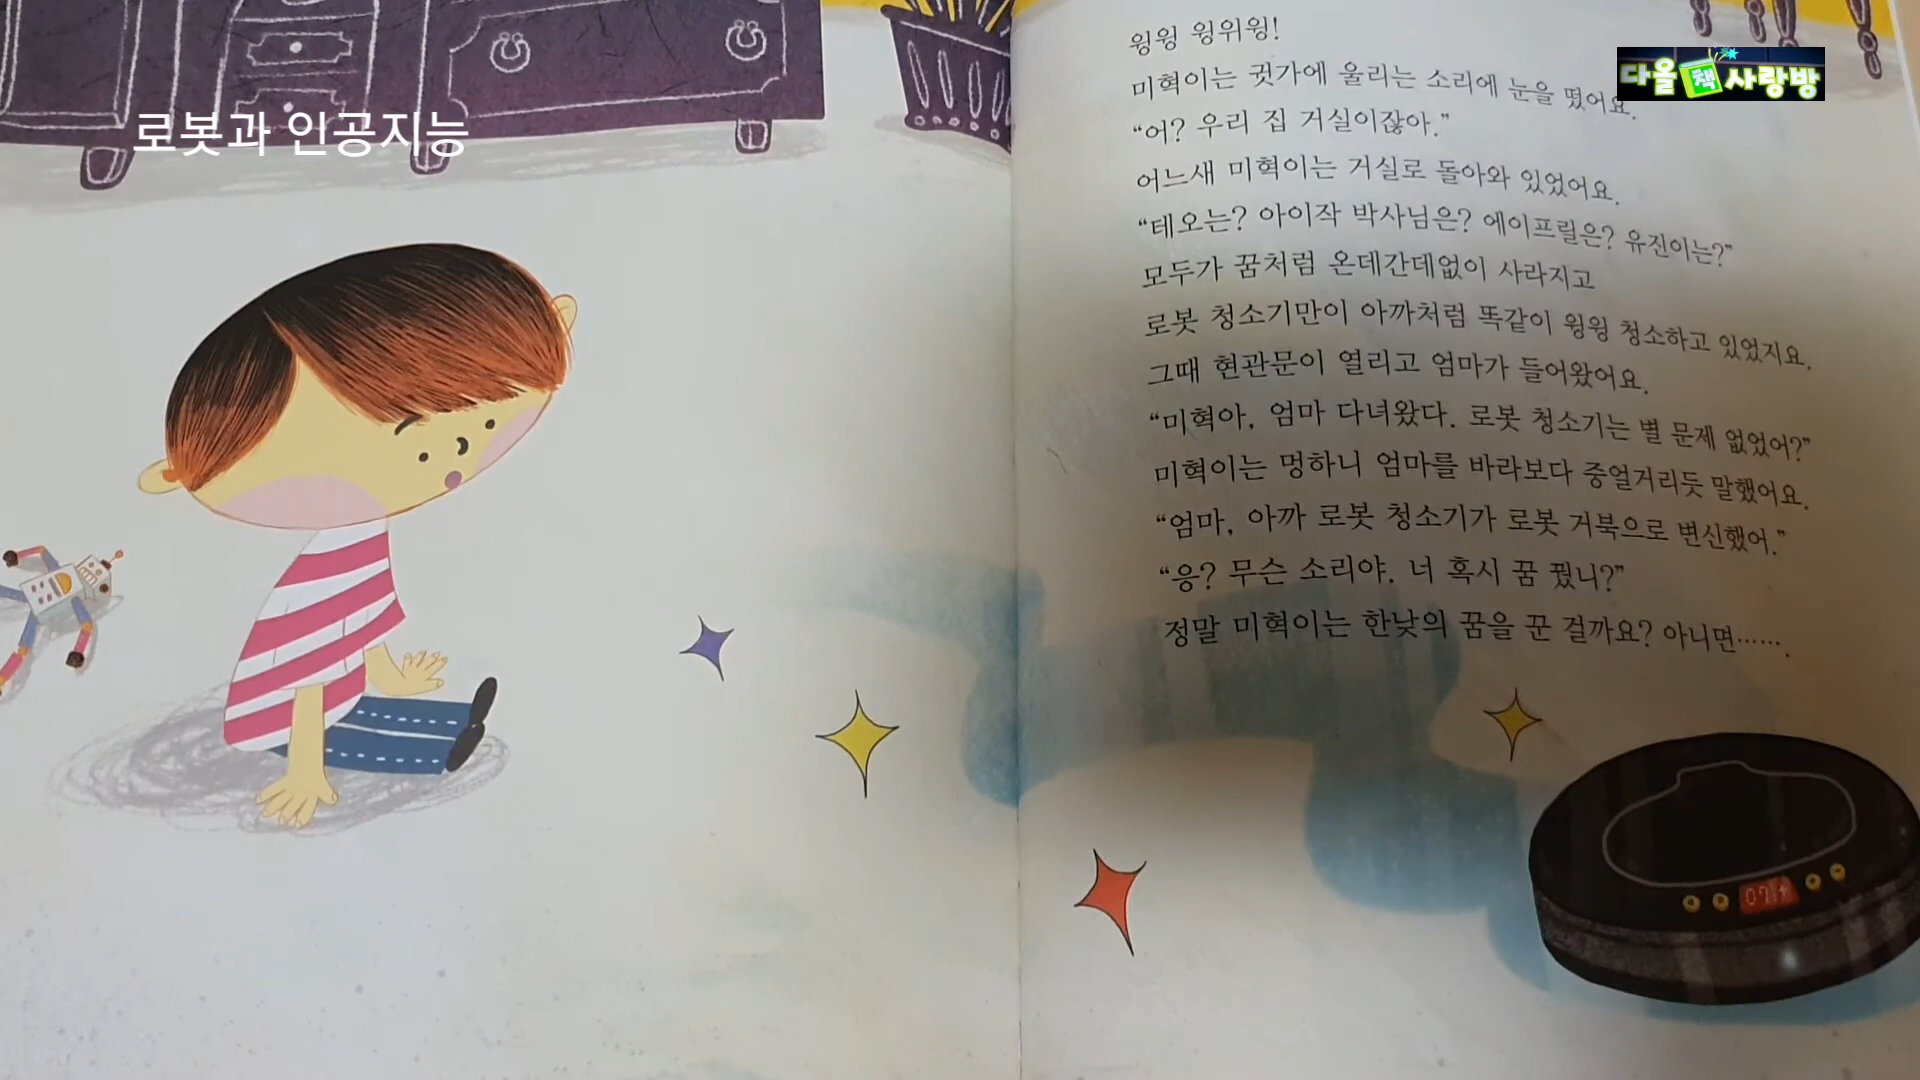 로봇과 인공지능
다올 책 사랑방
윙윙 윙위윙!
미혁이는 귓가에 울리는 소리에 눈을 떴어요.
“어? 우리 집 거실이잖아.”
어느새 미혁이는 거실로 돌아와 있었어요.
“테오는? 아이작 박사님은? 에이프릴은? 유진이는?”
모두가 꿈처럼 온데간데없이 사라지고
로봇 청소기만이 아까처럼 똑같이 윙윙 청소하고 있었지요.
그때 현관문이 열리고 엄마가 들어왔어요.
“미혁아, 엄마 다녀왔다. 로봇 청소기는 별 문제 없었어?”
미혁이는 멍하니 엄마를 바라보다 중얼거리듯 말했어요.
“엄마, 아까 로봇 청소기가 로봇 거북으로 변신했어.”
“응? 무슨 소리야. 너 혹시 꿈 꿨니?”
정말 미혁이는 한낮의 꿈을 꾼 걸까요? 아니면…….